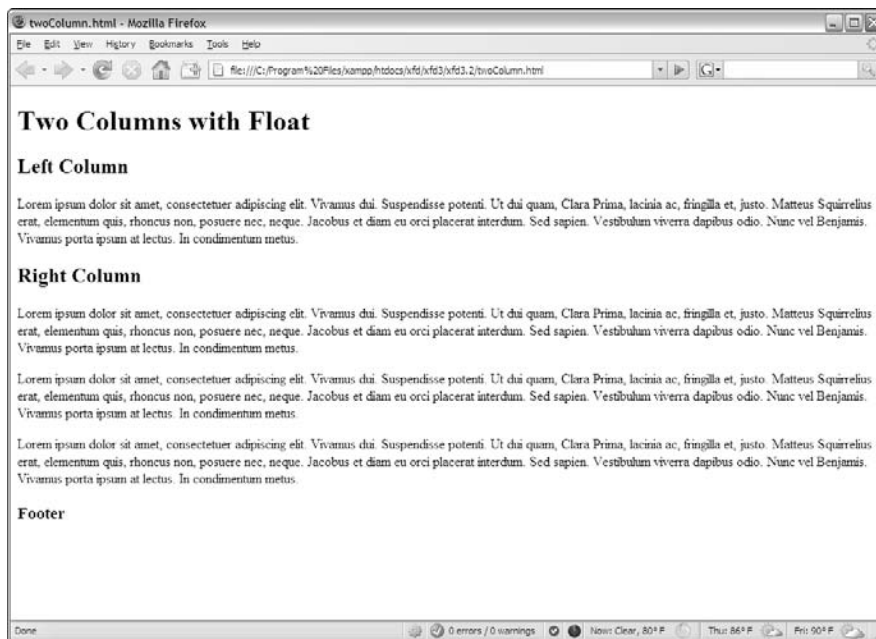 twoColumn.html - Mozilla Firefox
File Edit View History Bookmarks Tools Help
file:///C:/Program%20Files/xampp/htdocs/xfd/xfd3/xfd3.2/twoColumn.html
G
Two Columns with Float
Left Column
Lorem ipsum dolor sit amet, consectetuer adipiscing elit. Vivamus dui. Suspendisse potenti. Ut dui quam, Clara Prima, lacinia ac, fringilla et, justo. Matteus Squirrelius
erat, elementum quis, rhoncus non, posuere nec, neque. Jacobus et diam eu orci placerat interdum. Sed sapien. Vestibulum viverra dapibus odio. Nunc vel Benjamis.
Vivamus porta ipsum at lectus. In condimentum metus.
Right Column
Lorem ipsum dolor sit amet, consectetuer adipiscing elit. Vivamus dui. Suspendisse potenti. Ut dui quam, Clara Prima, lacinia ac, fringilla et, justo. Matteus Squirrelius
erat, elementum quis, rhoncus non, posuere nec, neque. Jacobus et diam eu orci placerat interdum. Sed sapien. Vestibulum viverra dapibus odio. Nunc vel Benjamis.
Vivamus porta ipsum at lectus. In condimentum metus.
Lorem ipsum dolor sit amet, consectetuer adipiscing elit. Vivamus dui. Suspendisse potenti. Ut dui quam, Clara Prima, lacinia ac, fringilla et, justo. Matteus Squirrelius
erat, elementum quis, rhoncus non, posuere nec, neque. Jacobus et diam eu orci placerat interdum. Sed sapien. Vestibulum viverra dapibus odio. Nunc vel Benjamis.
Vivamus porta ipsum at lectus. In condimentum metus.
Lorem ipsum dolor sit amet, consectetuer adipiscing elit. Vivamus dui. Suspendisse potenti. Ut dui quam, Clara Prima, lacinia ac, fringilla et, justo. Matteus Squirrelius
erat, elementum quis, rhoncus non, posuere nec, neque. Jacobus et diam eu orci placerat interdum. Sed sapien. Vestibulum viverra dapibus odio. Nunc vel Benjamis.
Vivamus porta ipsum at lectus. In condimentum metus.
Footer
Done 0 errors / 0 warnings Now: Clear, 80° F Thu: 86° F Fri: 90° F